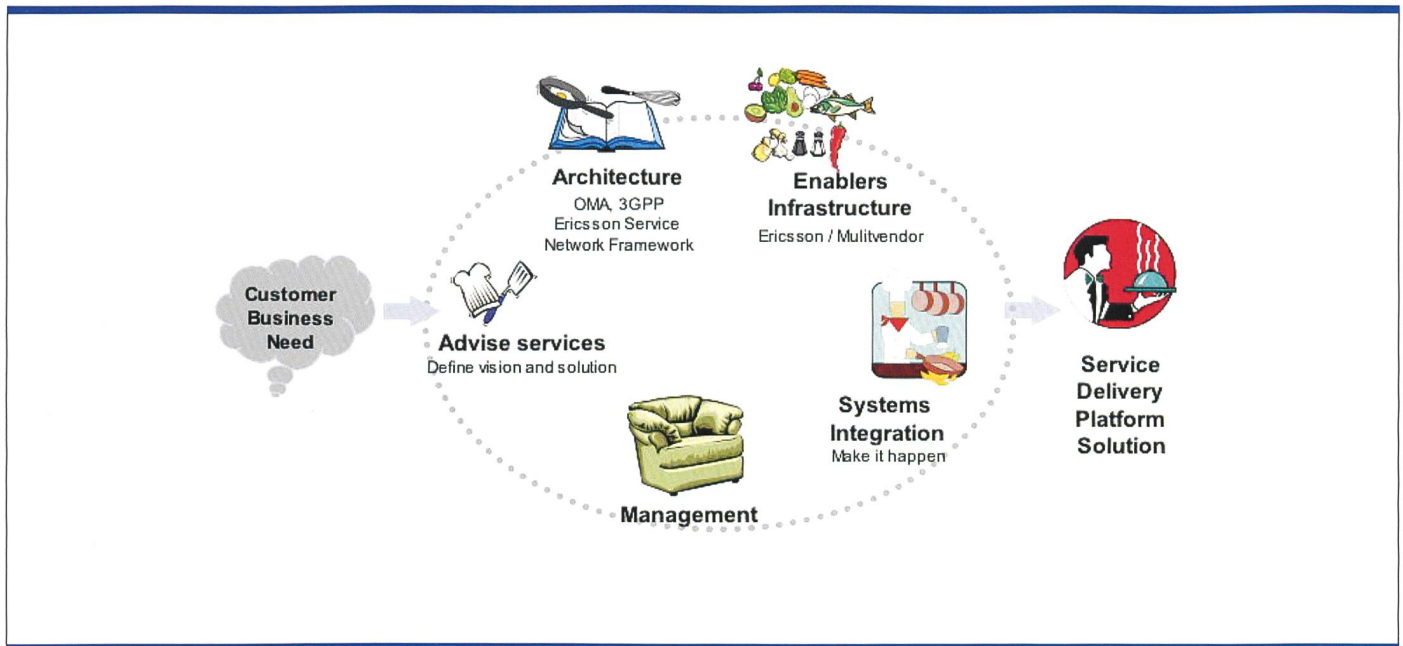 Architecture
OMA, 3GPP
Ericsson Service
Network Framework
Enablers
Infrastructure
Ericsson / Mulitvendor
Customer
Business
Need
Advise services
Define vision and solution
Systems
Integration
Make it happen
Management
Service
Delivery
Platform
Solution